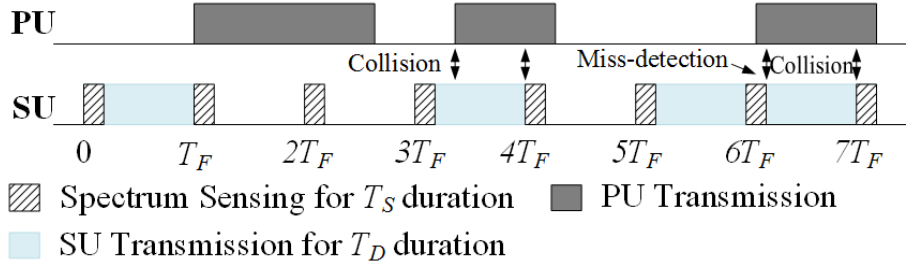 PU
Collision
Miss-detection
Collision
SU
0 T_F 2T_F 3T_F 4T_F 5T_F 6T_F 7T_F
Spectrum Sensing for T_S duration PU Transmission
SU Transmission for T_D duration